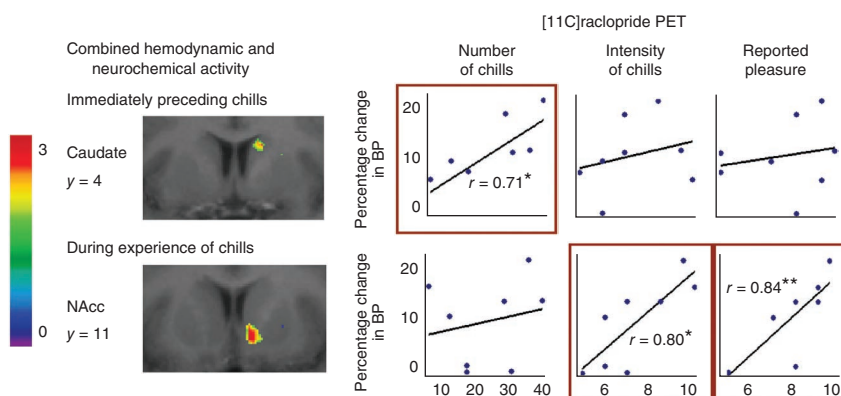 [11C]raclopride PET
Combined hemodynamic and
neurochemical activity
Number
of chills
Intensity
of chills
Reported
pleasure
Immediately preceding chills
3
0
Caudate
y = 4
Percentage change
in BP
20
10
0
r = 0.71*
During experience of chills
NAcc
y = 11
Percentage change
in BP
20
10
0
r = 0.80*
r = 0.84**
10 20 30 40
6 8 10
6 8 10